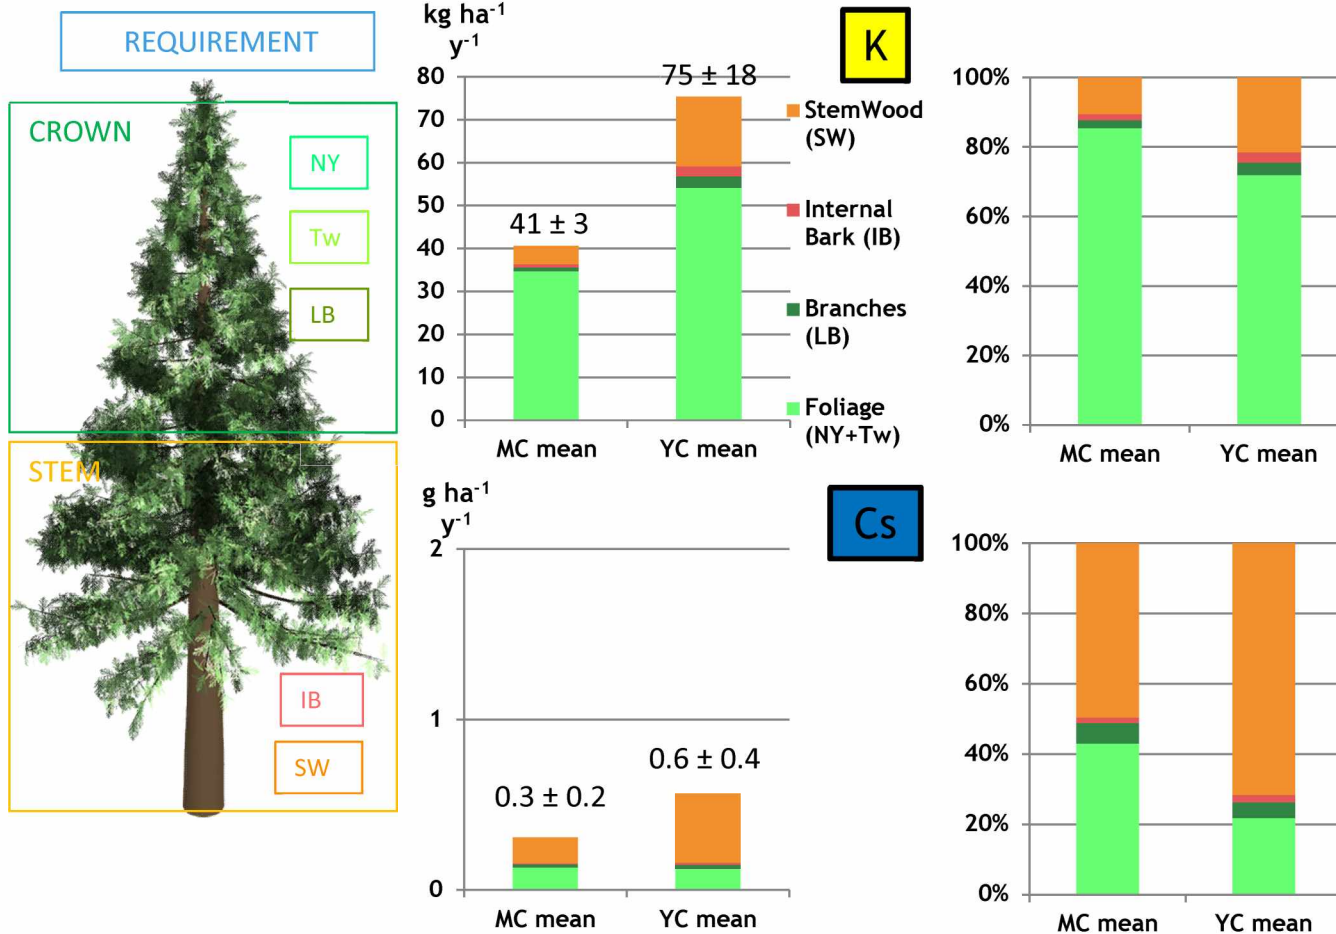 REQUIREMENT
CROWN
NY
Tw
LB
STEM
IB
SW
kg ha⁻¹
y⁻¹
80
70
60
50
40
30
20
10
0
41 ± 3
75 ± 18
MC mean
YC mean
K
StemWood
(SW)
Internal
Bark (IB)
Branches
(LB)
Foliage
(NY+Tw)
100%
80%
60%
40%
20%
0%
MC mean
YC mean
g ha⁻¹
y⁻¹
2
1
0
0.3 ± 0.2
0.6 ± 0.4
MC mean
YC mean
Cs
100%
80%
60%
40%
20%
0%
MC mean
YC mean